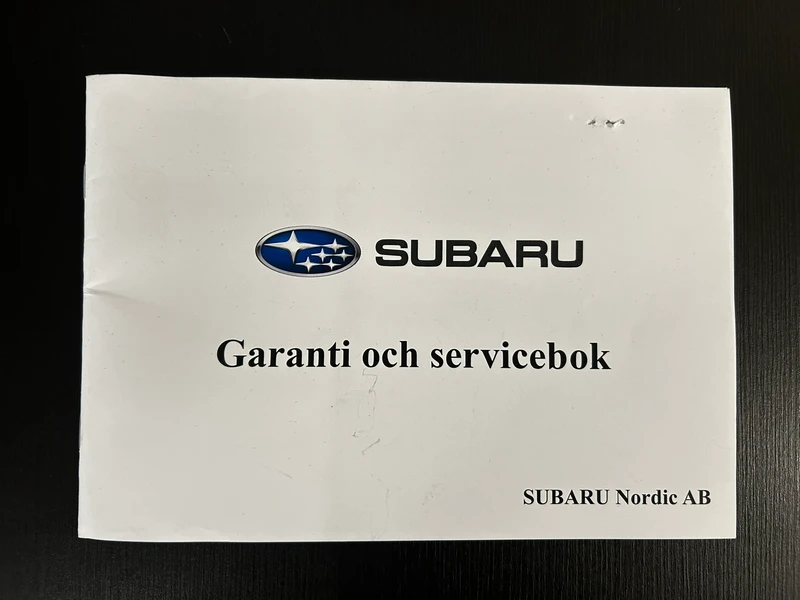 SUBARU
Garanti och servicebok
SUBARU Nordic AB